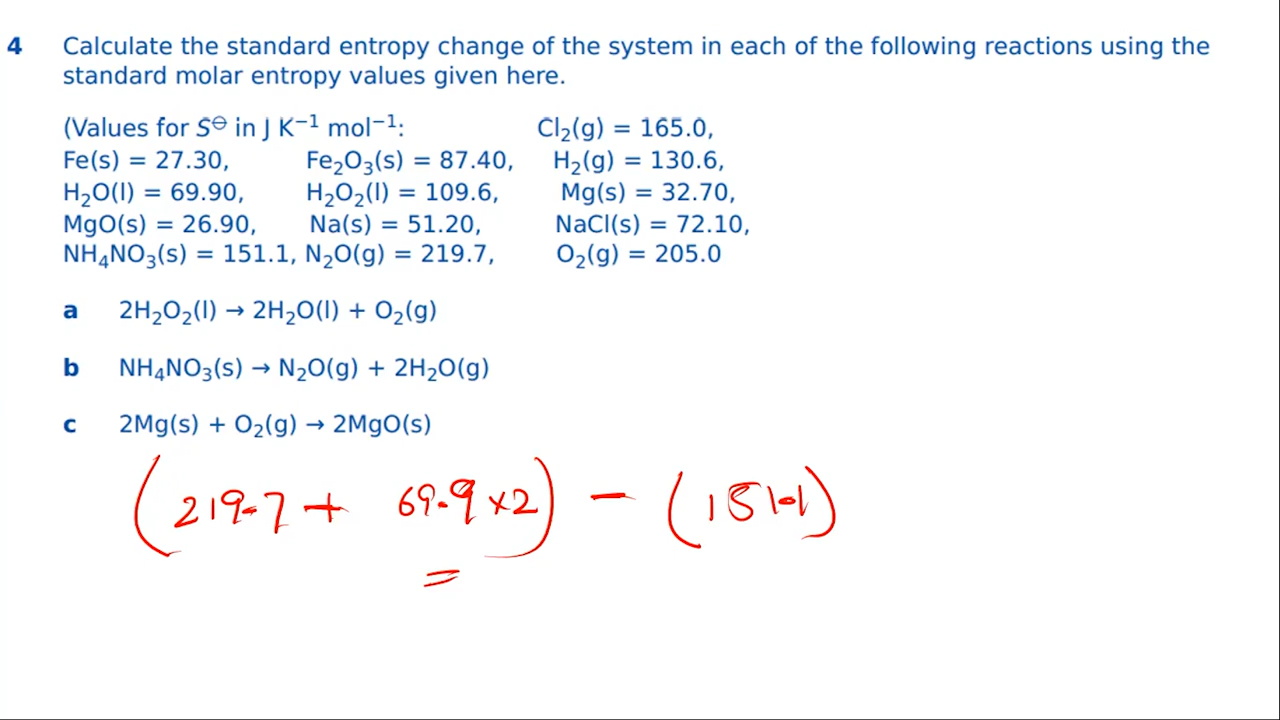 4 Calculate the standard entropy change of the system in each of the following reactions using the
standard molar entropy values given here.
(Values for S⊖ in J K⁻¹ mol⁻¹: Cl₂(g) = 165.0,
Fe(s) = 27.30, Fe₂O₃(s) = 87.40, H₂(g) = 130.6,
H₂O(l) = 69.90, H₂O₂(l) = 109.6, Mg(s) = 32.70,
MgO(s) = 26.90, Na(s) = 51.20, NaCl(s) = 72.10,
NH₄NO₃(s) = 151.1, N₂O(g) = 219.7, O₂(g) = 205.0
a 2H₂O₂(l) → 2H₂O(l) + O₂(g)
b NH₄NO₃(s) → N₂O(g) + 2H₂O(g)
c 2Mg(s) + O₂(g) → 2MgO(s)
(219.7 + 69.9 × 2) − (151.1)
=